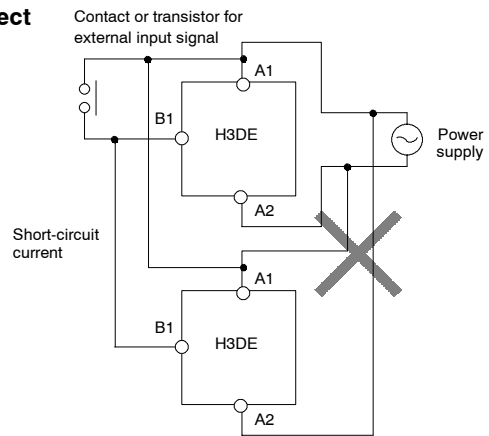 ect
Contact or transistor for
external input signal
A1
B1
H3DE
Power
supply
A2
Short-circuit
current
A1
B1
H3DE
A2